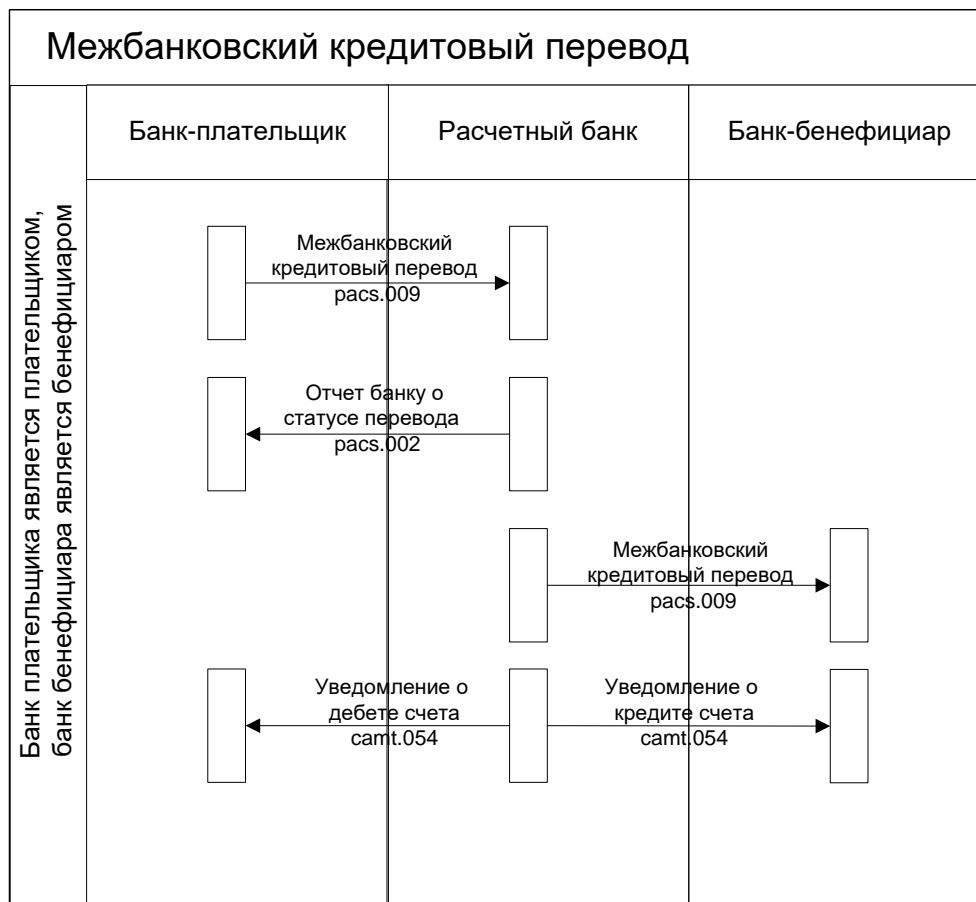 Межбанковский кредитовый перевод
Банк-плательщик
Расчетный банк
Банк-бенефициар
Банк плательщика является плательщиком,
банк бенефициара является бенефициаром
Межбанковский
кредитовый перевод
pacs.009
Отчет банку о
статусе перевода
pacs.002
Межбанковский
кредитовый перевод
pacs.009
Уведомление о
дебете счета
camt.054
Уведомление о
кредите счета
camt.054